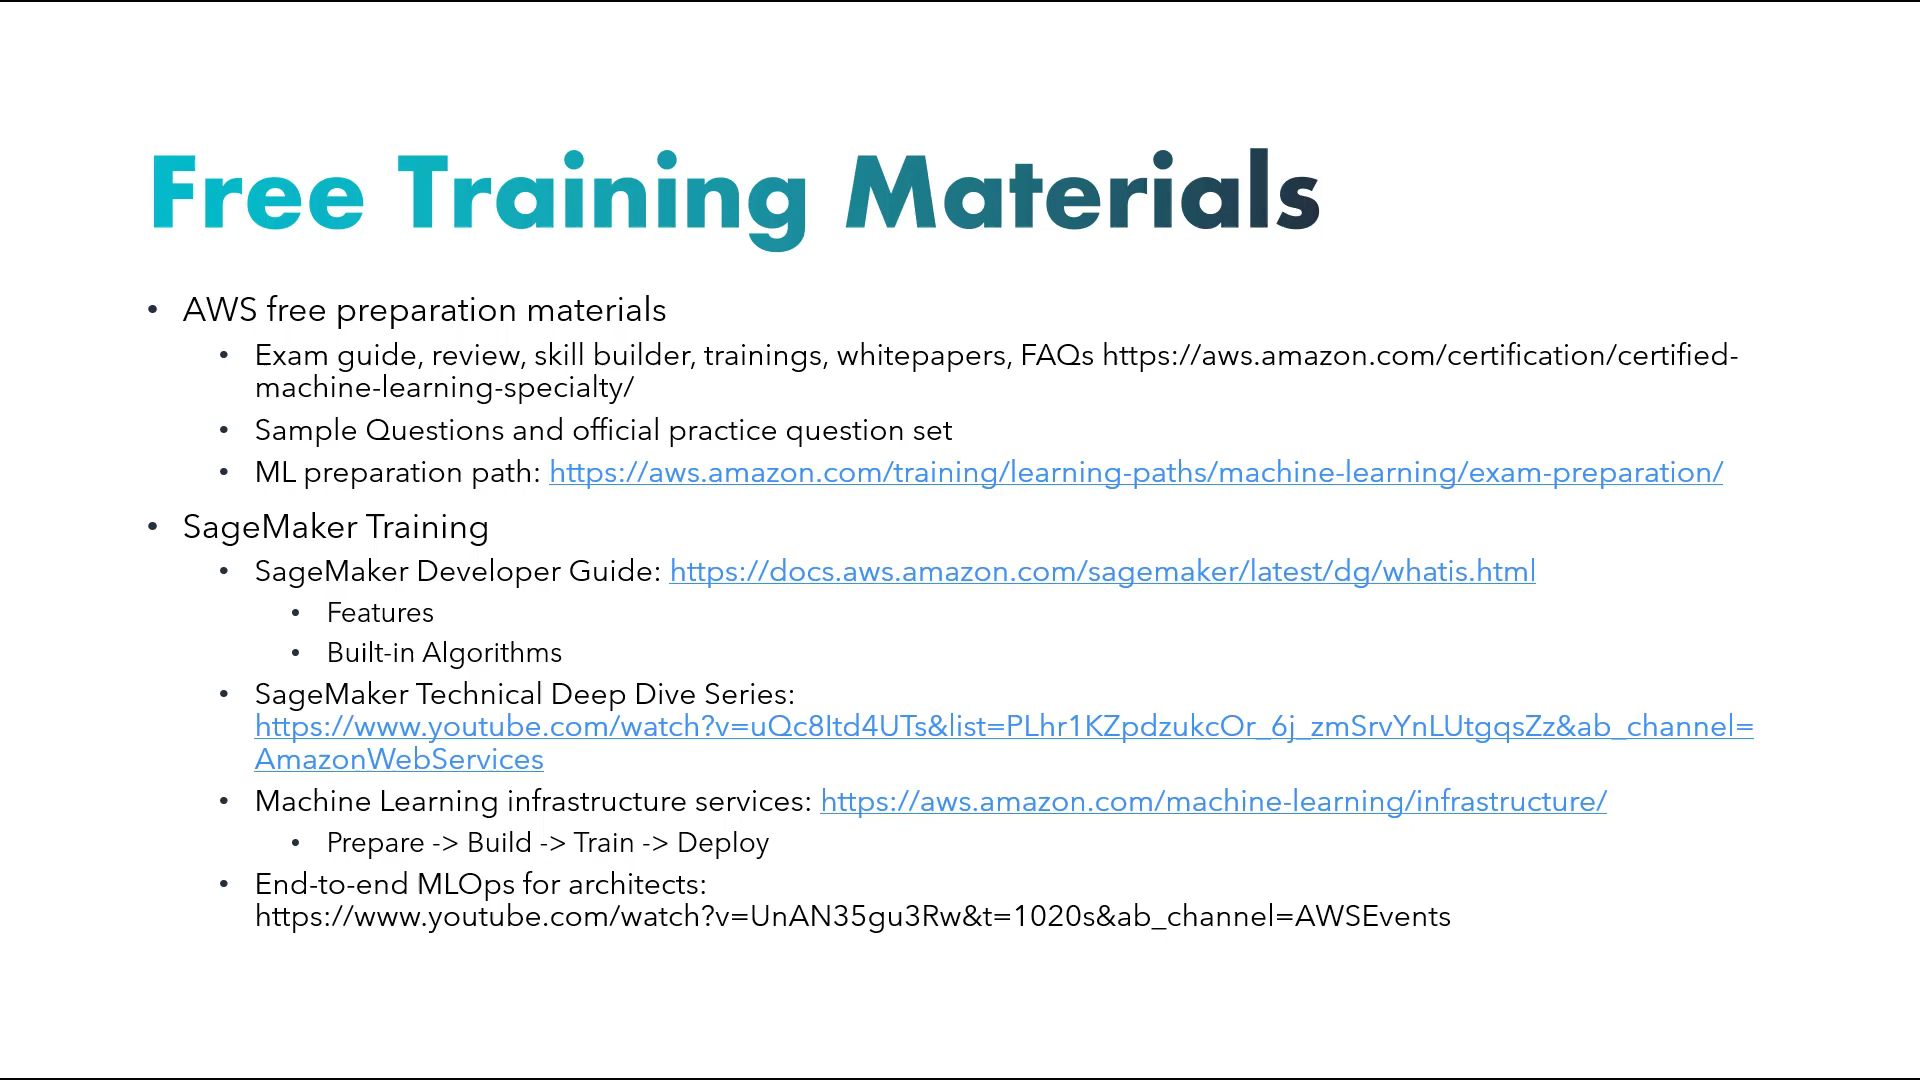 Free Training Materials
• AWS free preparation materials
• Exam guide, review, skill builder, trainings, whitepapers, FAQs https://aws.amazon.com/certification/certified-
machine-learning-specialty/
• Sample Questions and official practice question set
• ML preparation path: https://aws.amazon.com/training/learning-paths/machine-learning/exam-preparation/
• SageMaker Training
• SageMaker Developer Guide: https://docs.aws.amazon.com/sagemaker/latest/dg/whatis.html
• Features
• Built-in Algorithms
• SageMaker Technical Deep Dive Series:
https://www.youtube.com/watch?v=uQc8Itd4UTs&list=PLhr1KZpdzukcOr_6j_zmSrvYnLUtgqsZz&ab_channel=
AmazonWebServices
• Machine Learning infrastructure services: https://aws.amazon.com/machine-learning/infrastructure/
• Prepare -> Build -> Train -> Deploy
• End-to-end MLOps for architects:
https://www.youtube.com/watch?v=UnAN35gu3Rw&t=1020s&ab_channel=AWSEvents